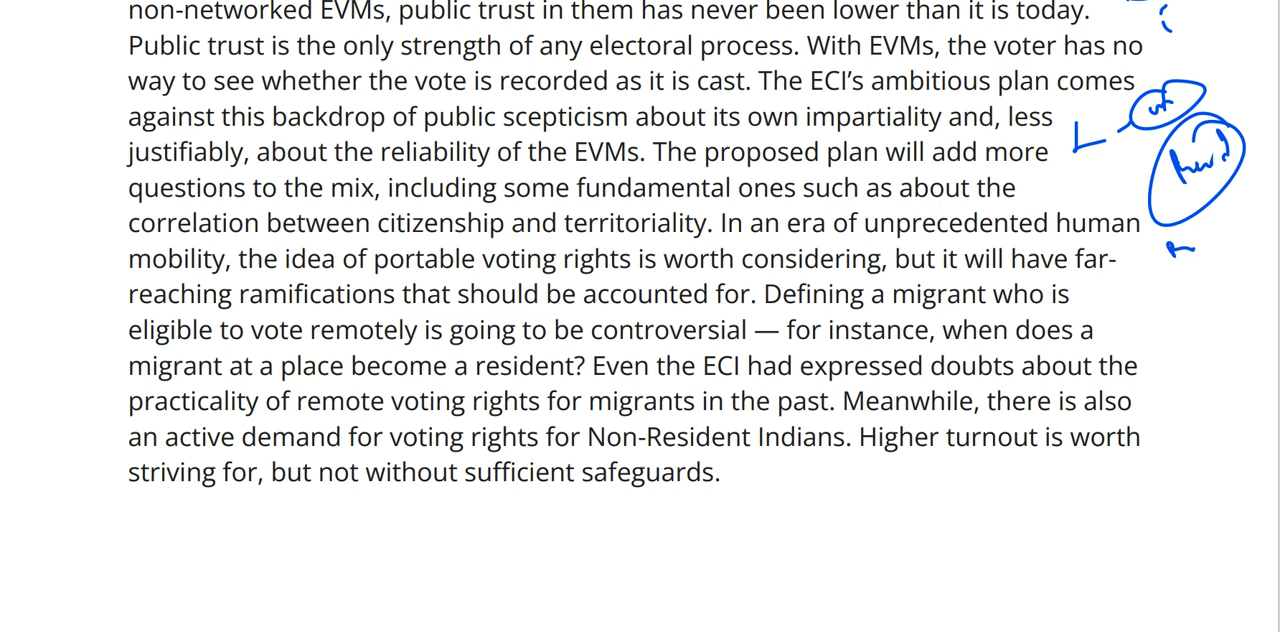 non-networked EVMs, public trust in them has never been lower than it is today.
Public trust is the only strength of any electoral process. With EVMs, the voter has no
way to see whether the vote is recorded as it is cast. The ECI’s ambitious plan comes
against this backdrop of public scepticism about its own impartiality and, less
justifiably, about the reliability of the EVMs. The proposed plan will add more
questions to the mix, including some fundamental ones such as about the
correlation between citizenship and territoriality. In an era of unprecedented human
mobility, the idea of portable voting rights is worth considering, but it will have far-
reaching ramifications that should be accounted for. Defining a migrant who is
eligible to vote remotely is going to be controversial — for instance, when does a
migrant at a place become a resident? Even the ECI had expressed doubts about the
practicality of remote voting rights for migrants in the past. Meanwhile, there is also
an active demand for voting rights for Non-Resident Indians. Higher turnout is worth
striving for, but not without sufficient safeguards.